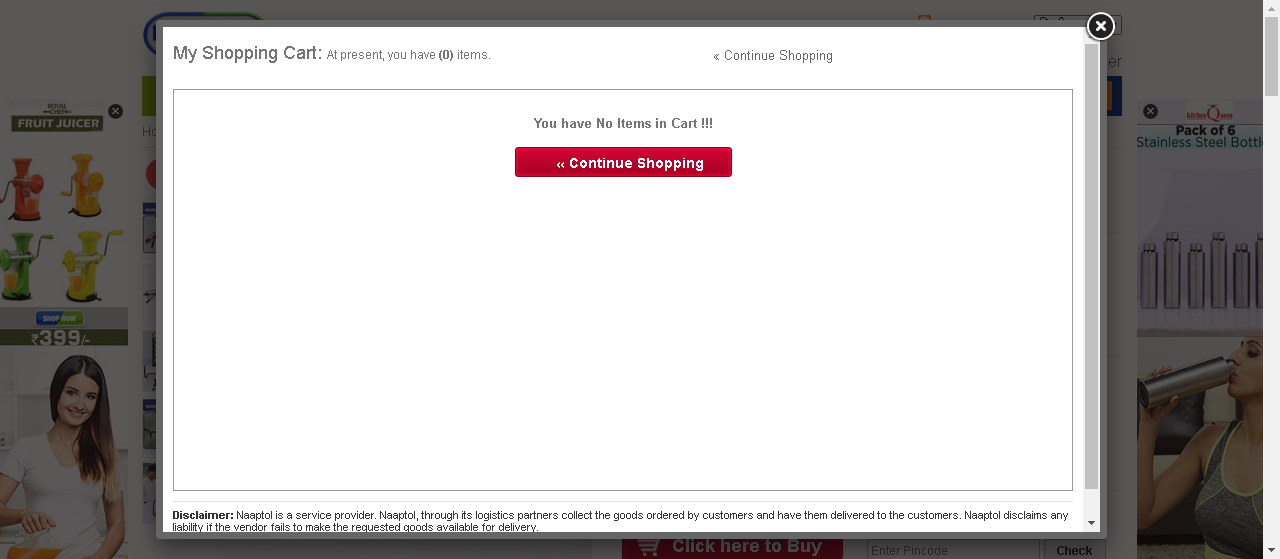 My Shopping Cart: At present, you have (0) items.
« Continue Shopping
You have No Items in Cart !!!
« Continue Shopping
Disclaimer: Naaptol is a service provider. Naaptol, through its logistics partners collect the goods ordered by customers and have them delivered to the customers. Naaptol disclaims any
liability if the vendor fails to make the requested goods available for delivery.
ROYAL
CHEF
FRUIT JUICER
SHOP NOW
₹399/-
Kitchen Queen
Pack of 6
Stainless Steel Bottl
Click here to Buy
Enter Pincode
Check